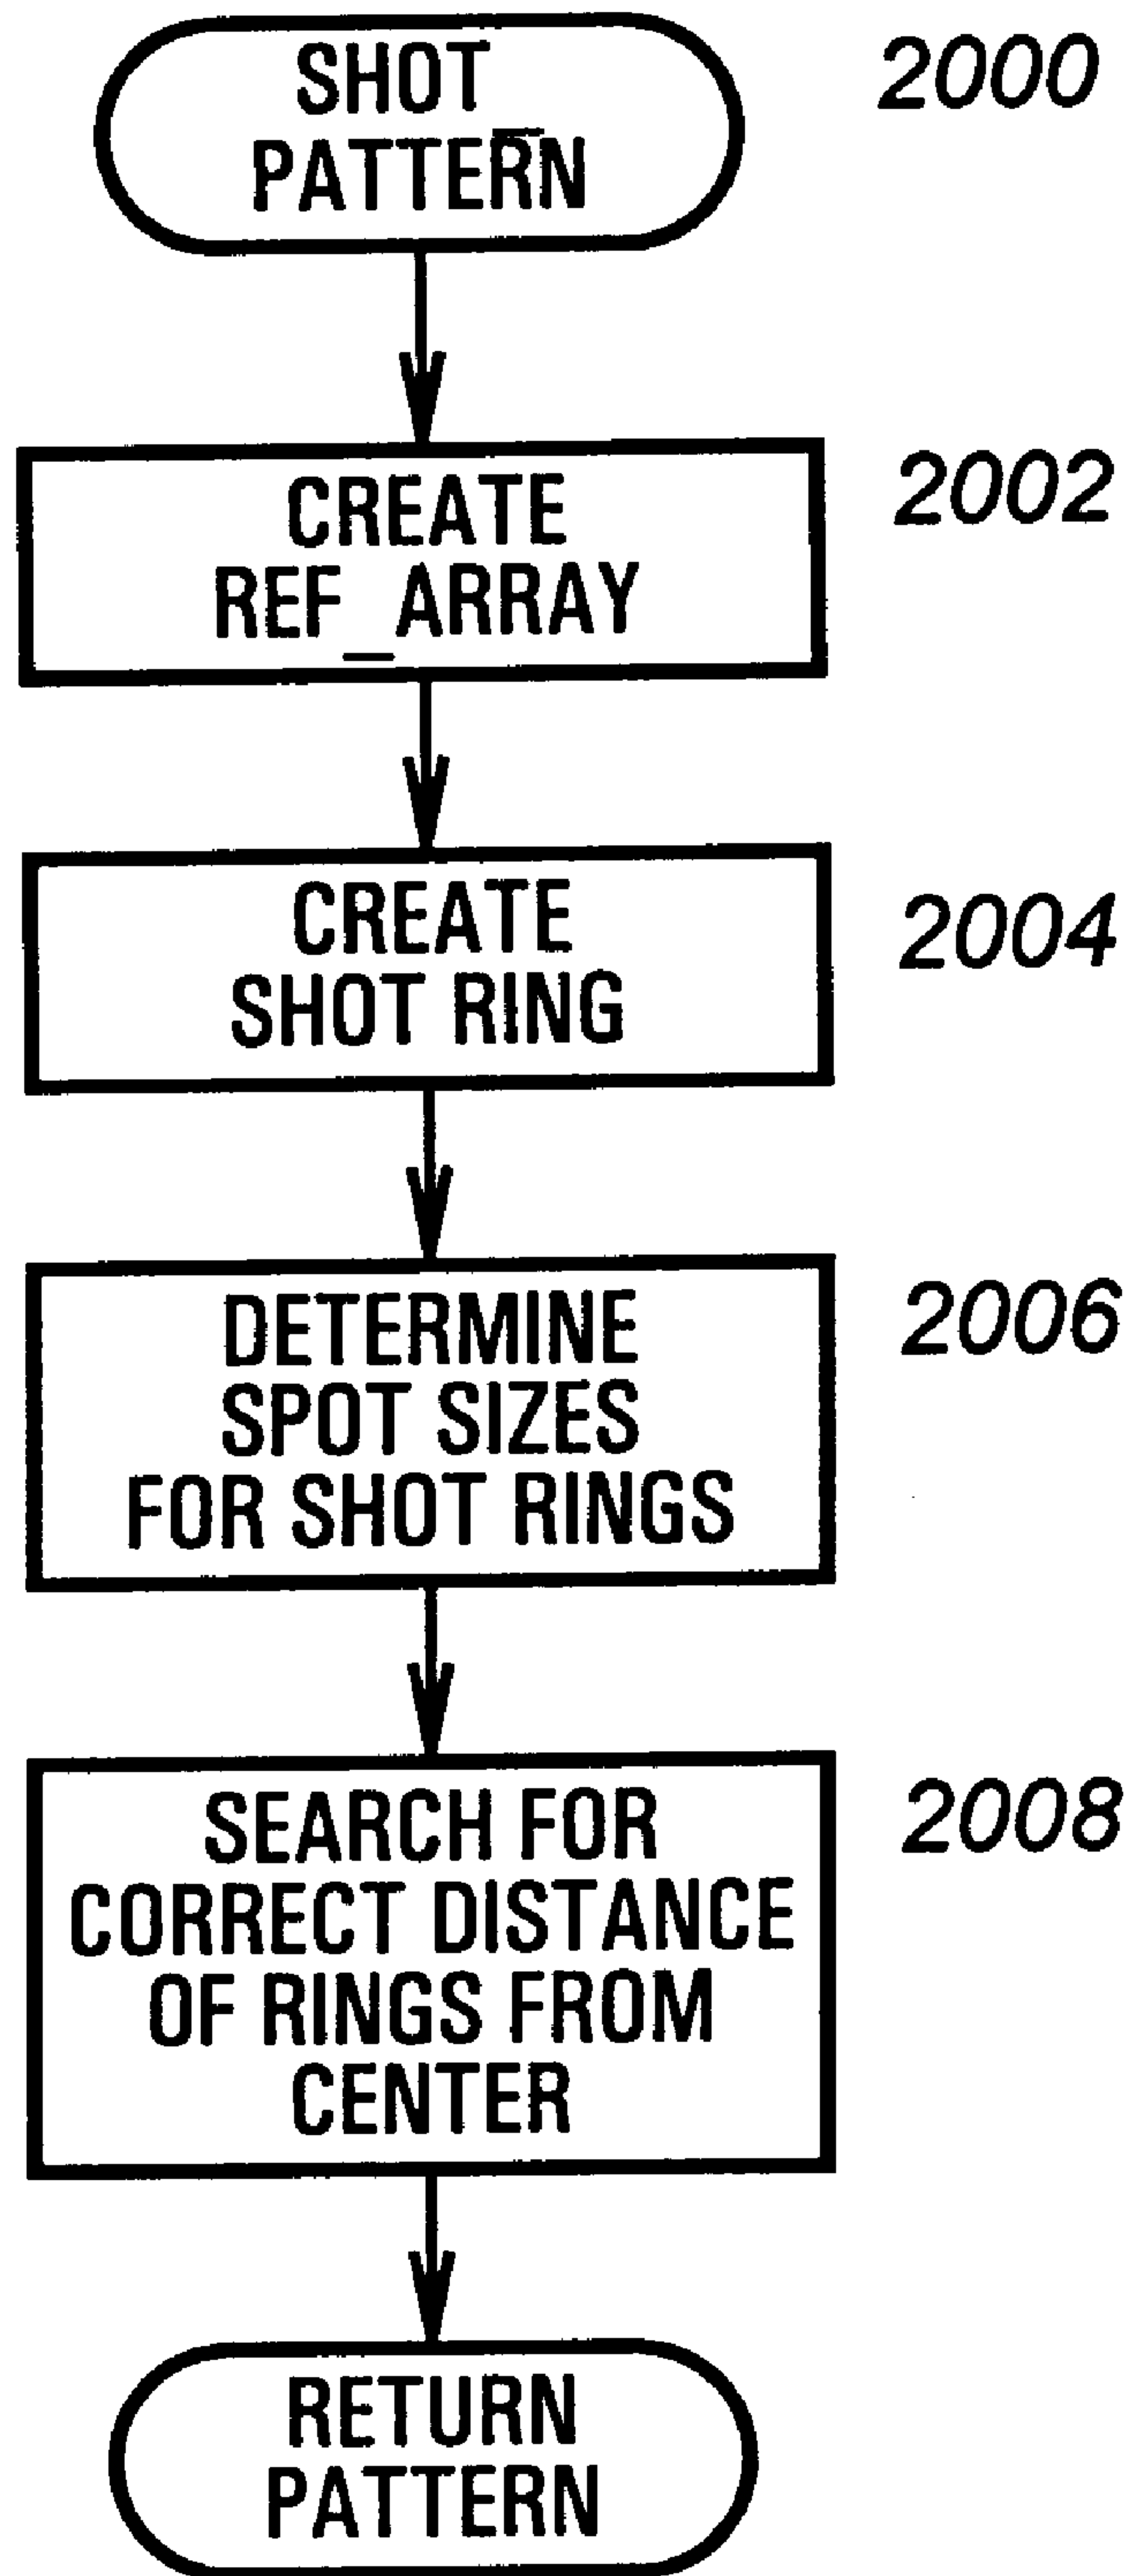 SHOT_
PATTERN
2000
CREATE
REF_ARRAY
2002
CREATE
SHOT RING
2004
DETERMINE
SPOT SIZES
FOR SHOT RINGS
2006
SEARCH FOR
CORRECT DISTANCE
OF RINGS FROM
CENTER
2008
RETURN
PATTERN